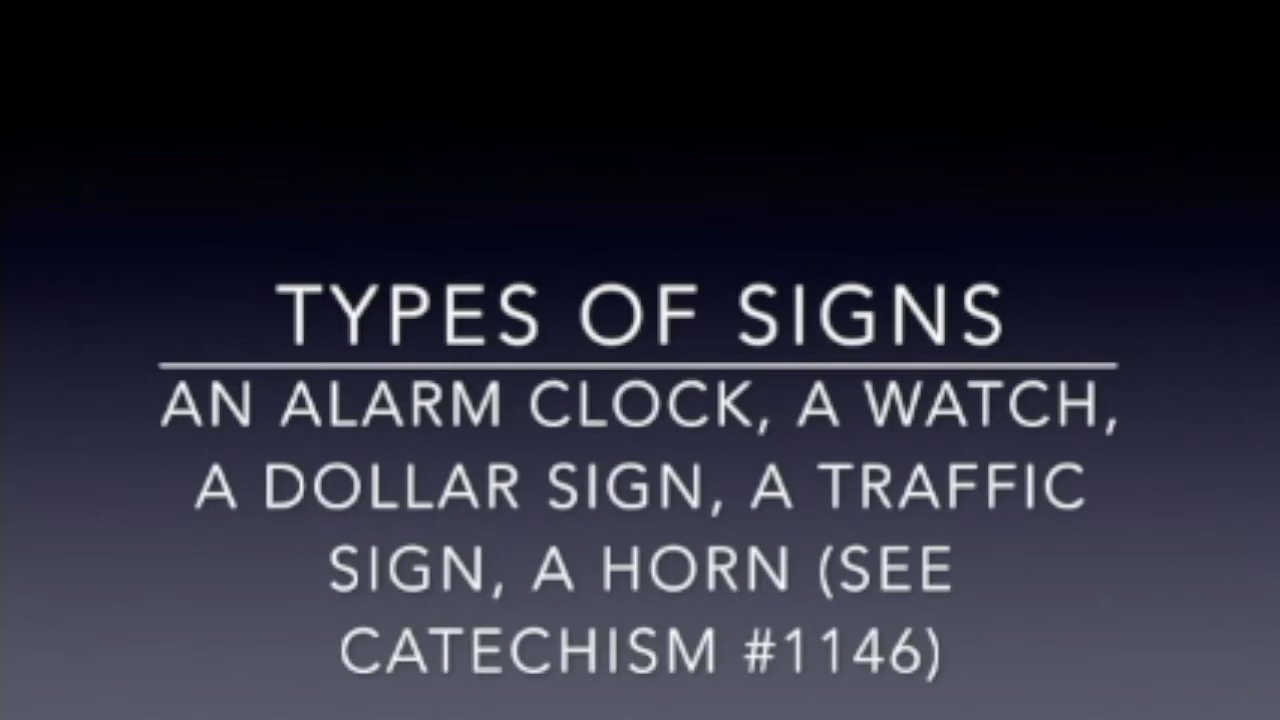 TYPES OF SIGNS
AN ALARM CLOCK, A WATCH,
A DOLLAR SIGN, A TRAFFIC
SIGN, A HORN (SEE
CATECHISM #1146)